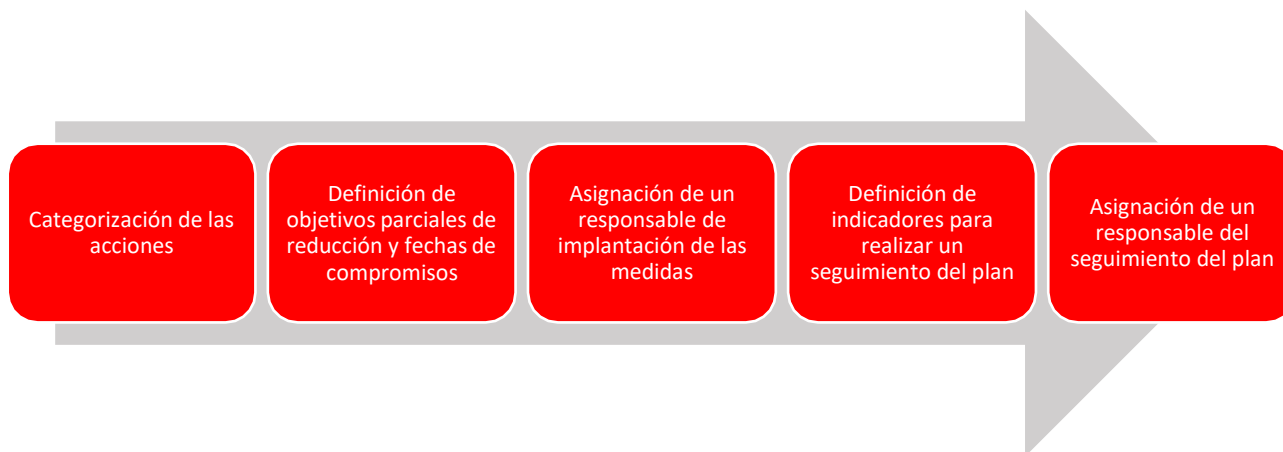 Categorización de las
acciones
Definición de
objetivos parciales de
reducción y fechas de
compromisos
Asignación de un
responsable de
implantación de las
medidas
Definición de
indicadores para
realizar un
seguimiento del plan
Asignación de un
responsable del
seguimiento del plan